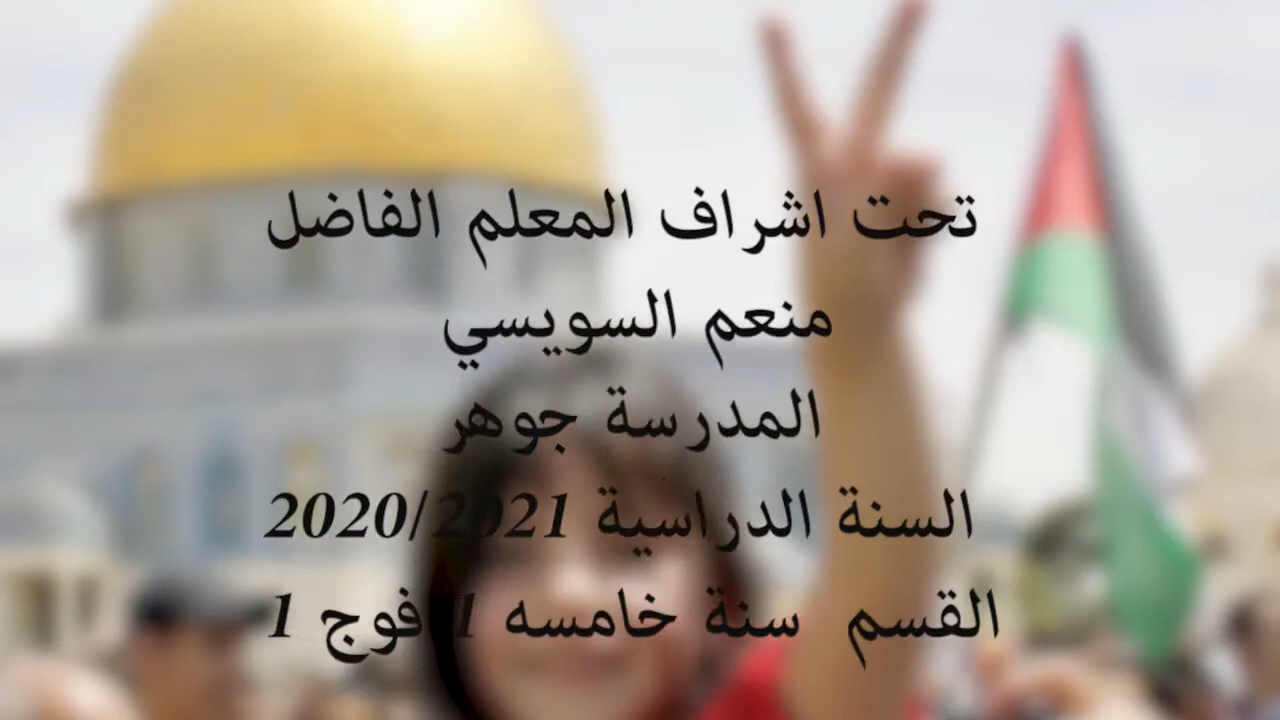 تحت اشراف المعلم الفاضل
منعم السويسي
المدرسة جوهر
السنة الدراسية 2020/2021
القسم سنة خامسه 1 فوج 1